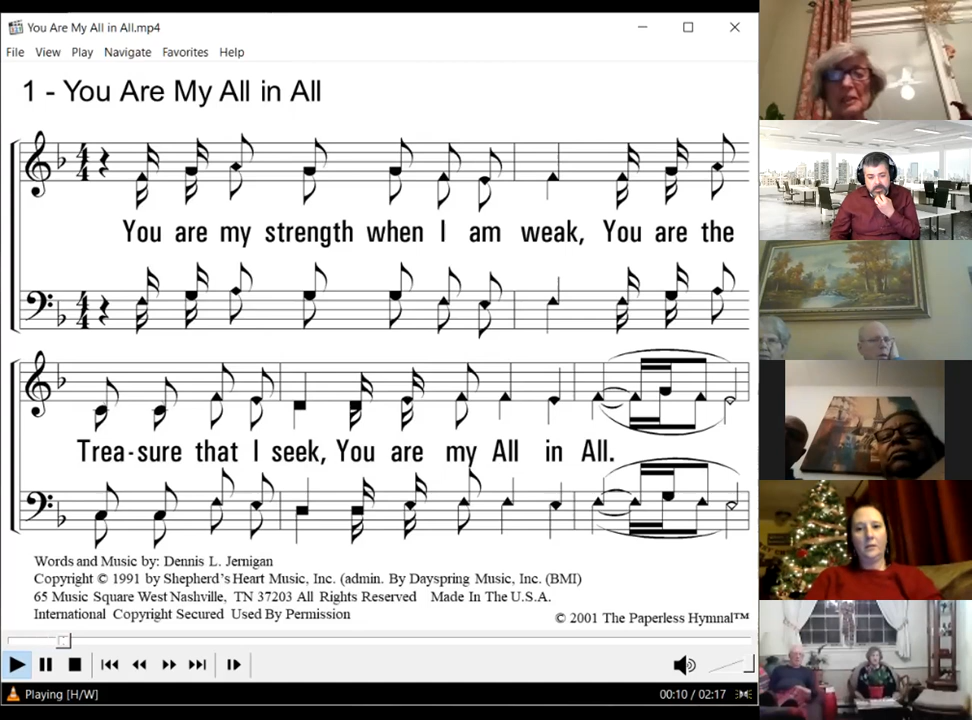 You Are My All in All.mp4
File View Play Navigate Favorites Help
1 - You Are My All in All
You are my strength when I am weak, You are the
Trea-sure that I seek, You are my All in All.
Words and Music by: Dennis L. Jernigan
Copyright © 1991 by Shepherd's Heart Music, Inc. (admin. By Dayspring Music, Inc. (BMI)
65 Music Square West Nashville, TN 37203 All Rights Reserved Made In The U.S.A.
International Copyright Secured Used By Permission
© 2001 The Paperless Hymnal™
Playing [H/W] 00:10 / 02:17